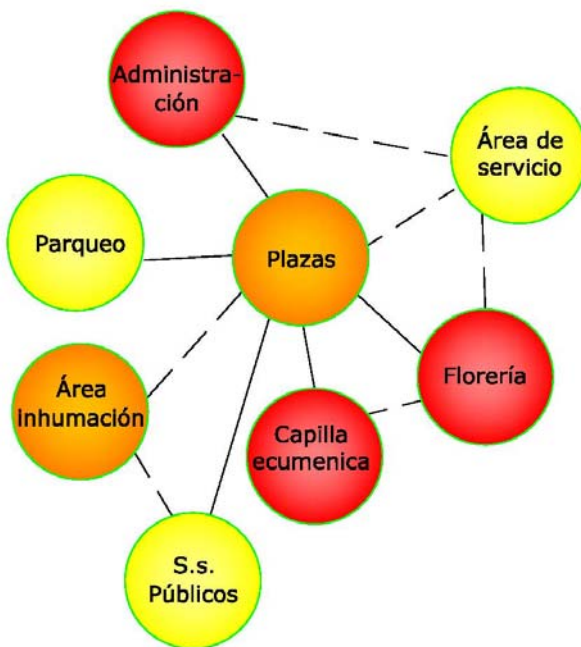 Administra-
ción
Área de
servicio
Parqueo
Plazas
Área
inhumación
Florería
Capilla
ecumenica
S.s.
Públicos